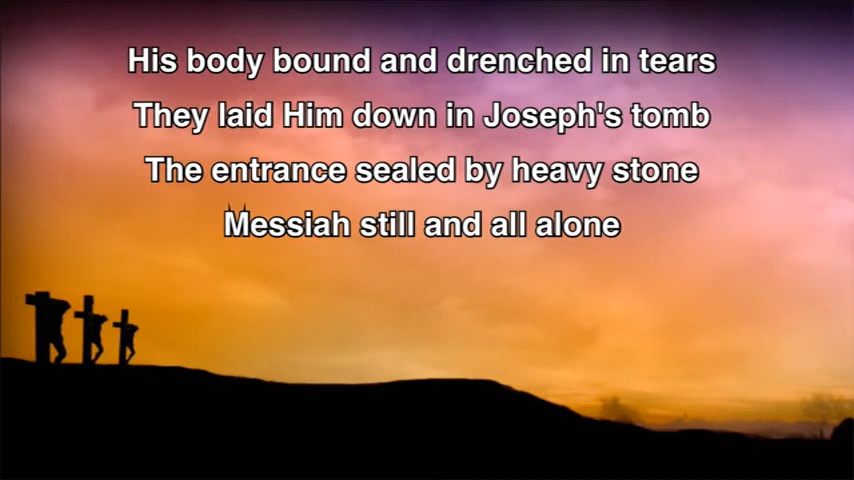 His body bound and drenched in tears
They laid Him down in Joseph's tomb
The entrance sealed by heavy stone
Messiah still and all alone